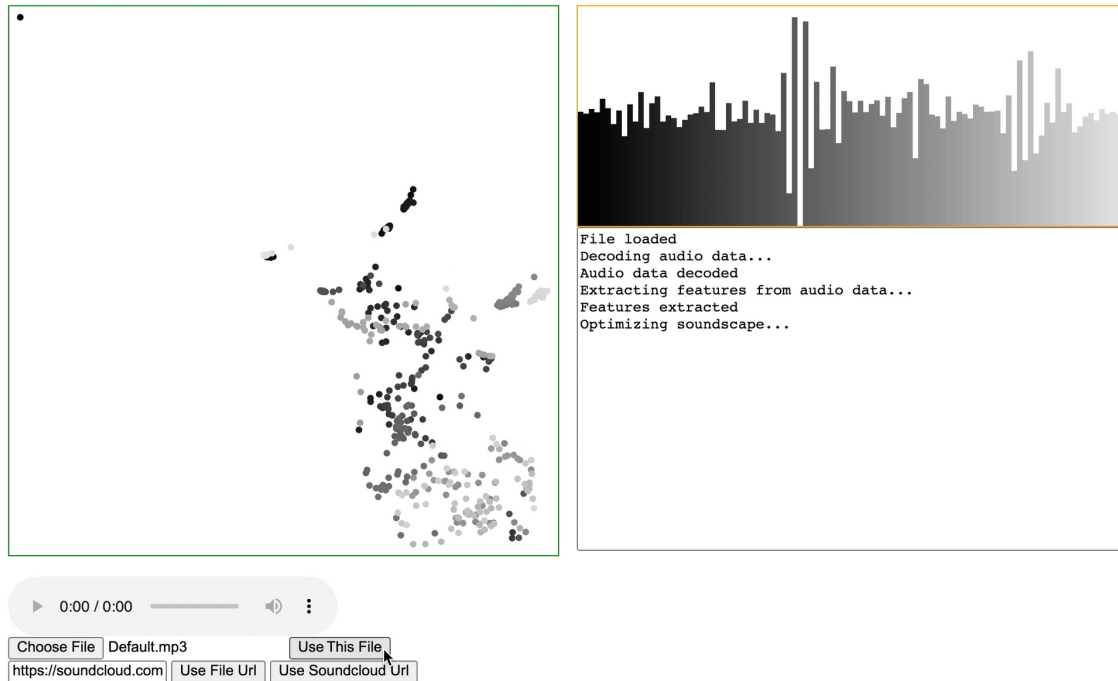 File loaded
Decoding audio data...
Audio data decoded
Extracting features from audio data...
Features extracted
Optimizing soundscape...
0:00 / 0:00
Choose File Default.mp3 Use This File
https://soundcloud.com Use File Url Use Soundcloud Url